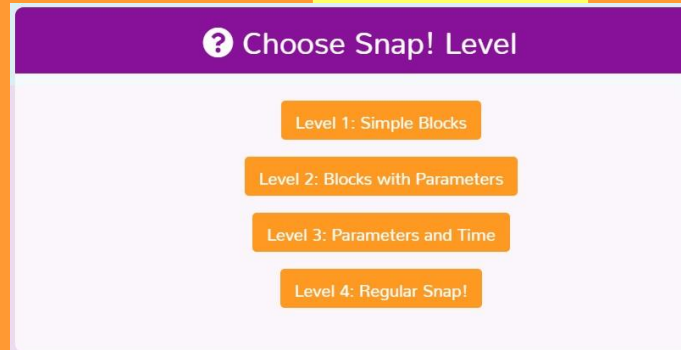 Choose Snap! Level
Level 1: Simple Blocks
Level 2: Blocks with Parameters
Level 3: Parameters and Time
Level 4: Regular Snap!